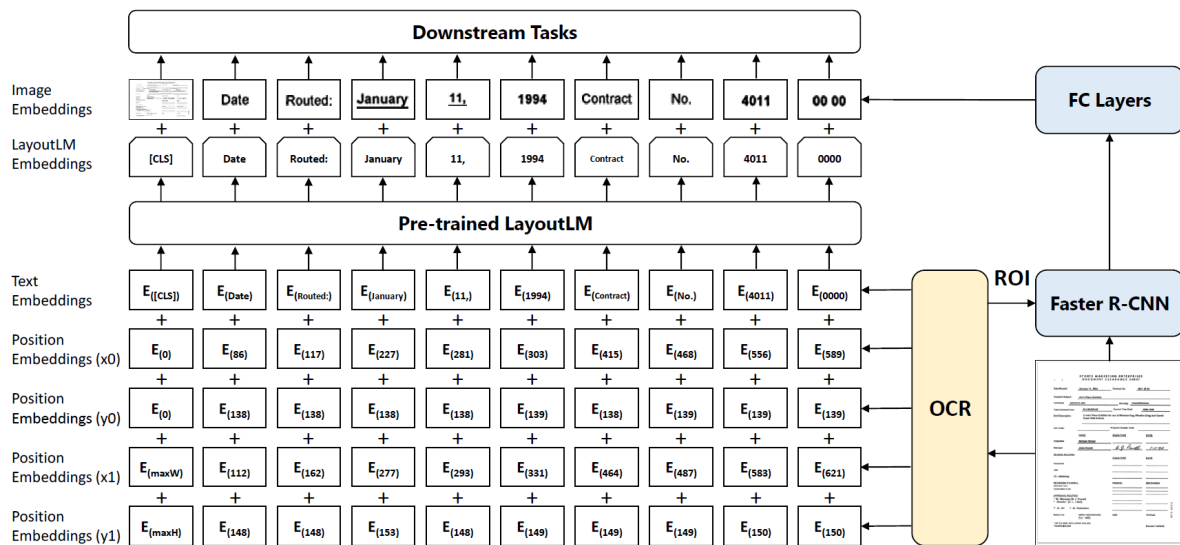 Downstream Tasks
Image Embeddings
Date Routed: January 11, 1994 Contract No. 4011 00 00
FC Layers
+ + + + + + + + + +
LayoutLM Embeddings
[CLS] Date Routed: January 11, 1994 Contract No. 4011 0000
Pre-trained LayoutLM
Text Embeddings
E([CLS]) E(Date) E(Routed:) E(January) E(11,) E(1994) E(Contract) E(No.) E(4011) E(0000)
ROI
Faster R-CNN
+ + + + + + + + + +
Position Embeddings (x0)
E(0) E(86) E(117) E(227) E(281) E(303) E(415) E(468) E(556) E(589)
+ + + + + + + + + +
Position Embeddings (y0)
E(0) E(138) E(138) E(138) E(138) E(139) E(138) E(139) E(139) E(139)
OCR
+ + + + + + + + + +
Position Embeddings (x1)
E(maxW) E(112) E(162) E(277) E(293) E(331) E(464) E(487) E(583) E(621)
+ + + + + + + + + +
Position Embeddings (y1)
E(maxH) E(148) E(148) E(153) E(148) E(149) E(149) E(149) E(150) E(150)
DOCUMENT CLEARANCE SHEET